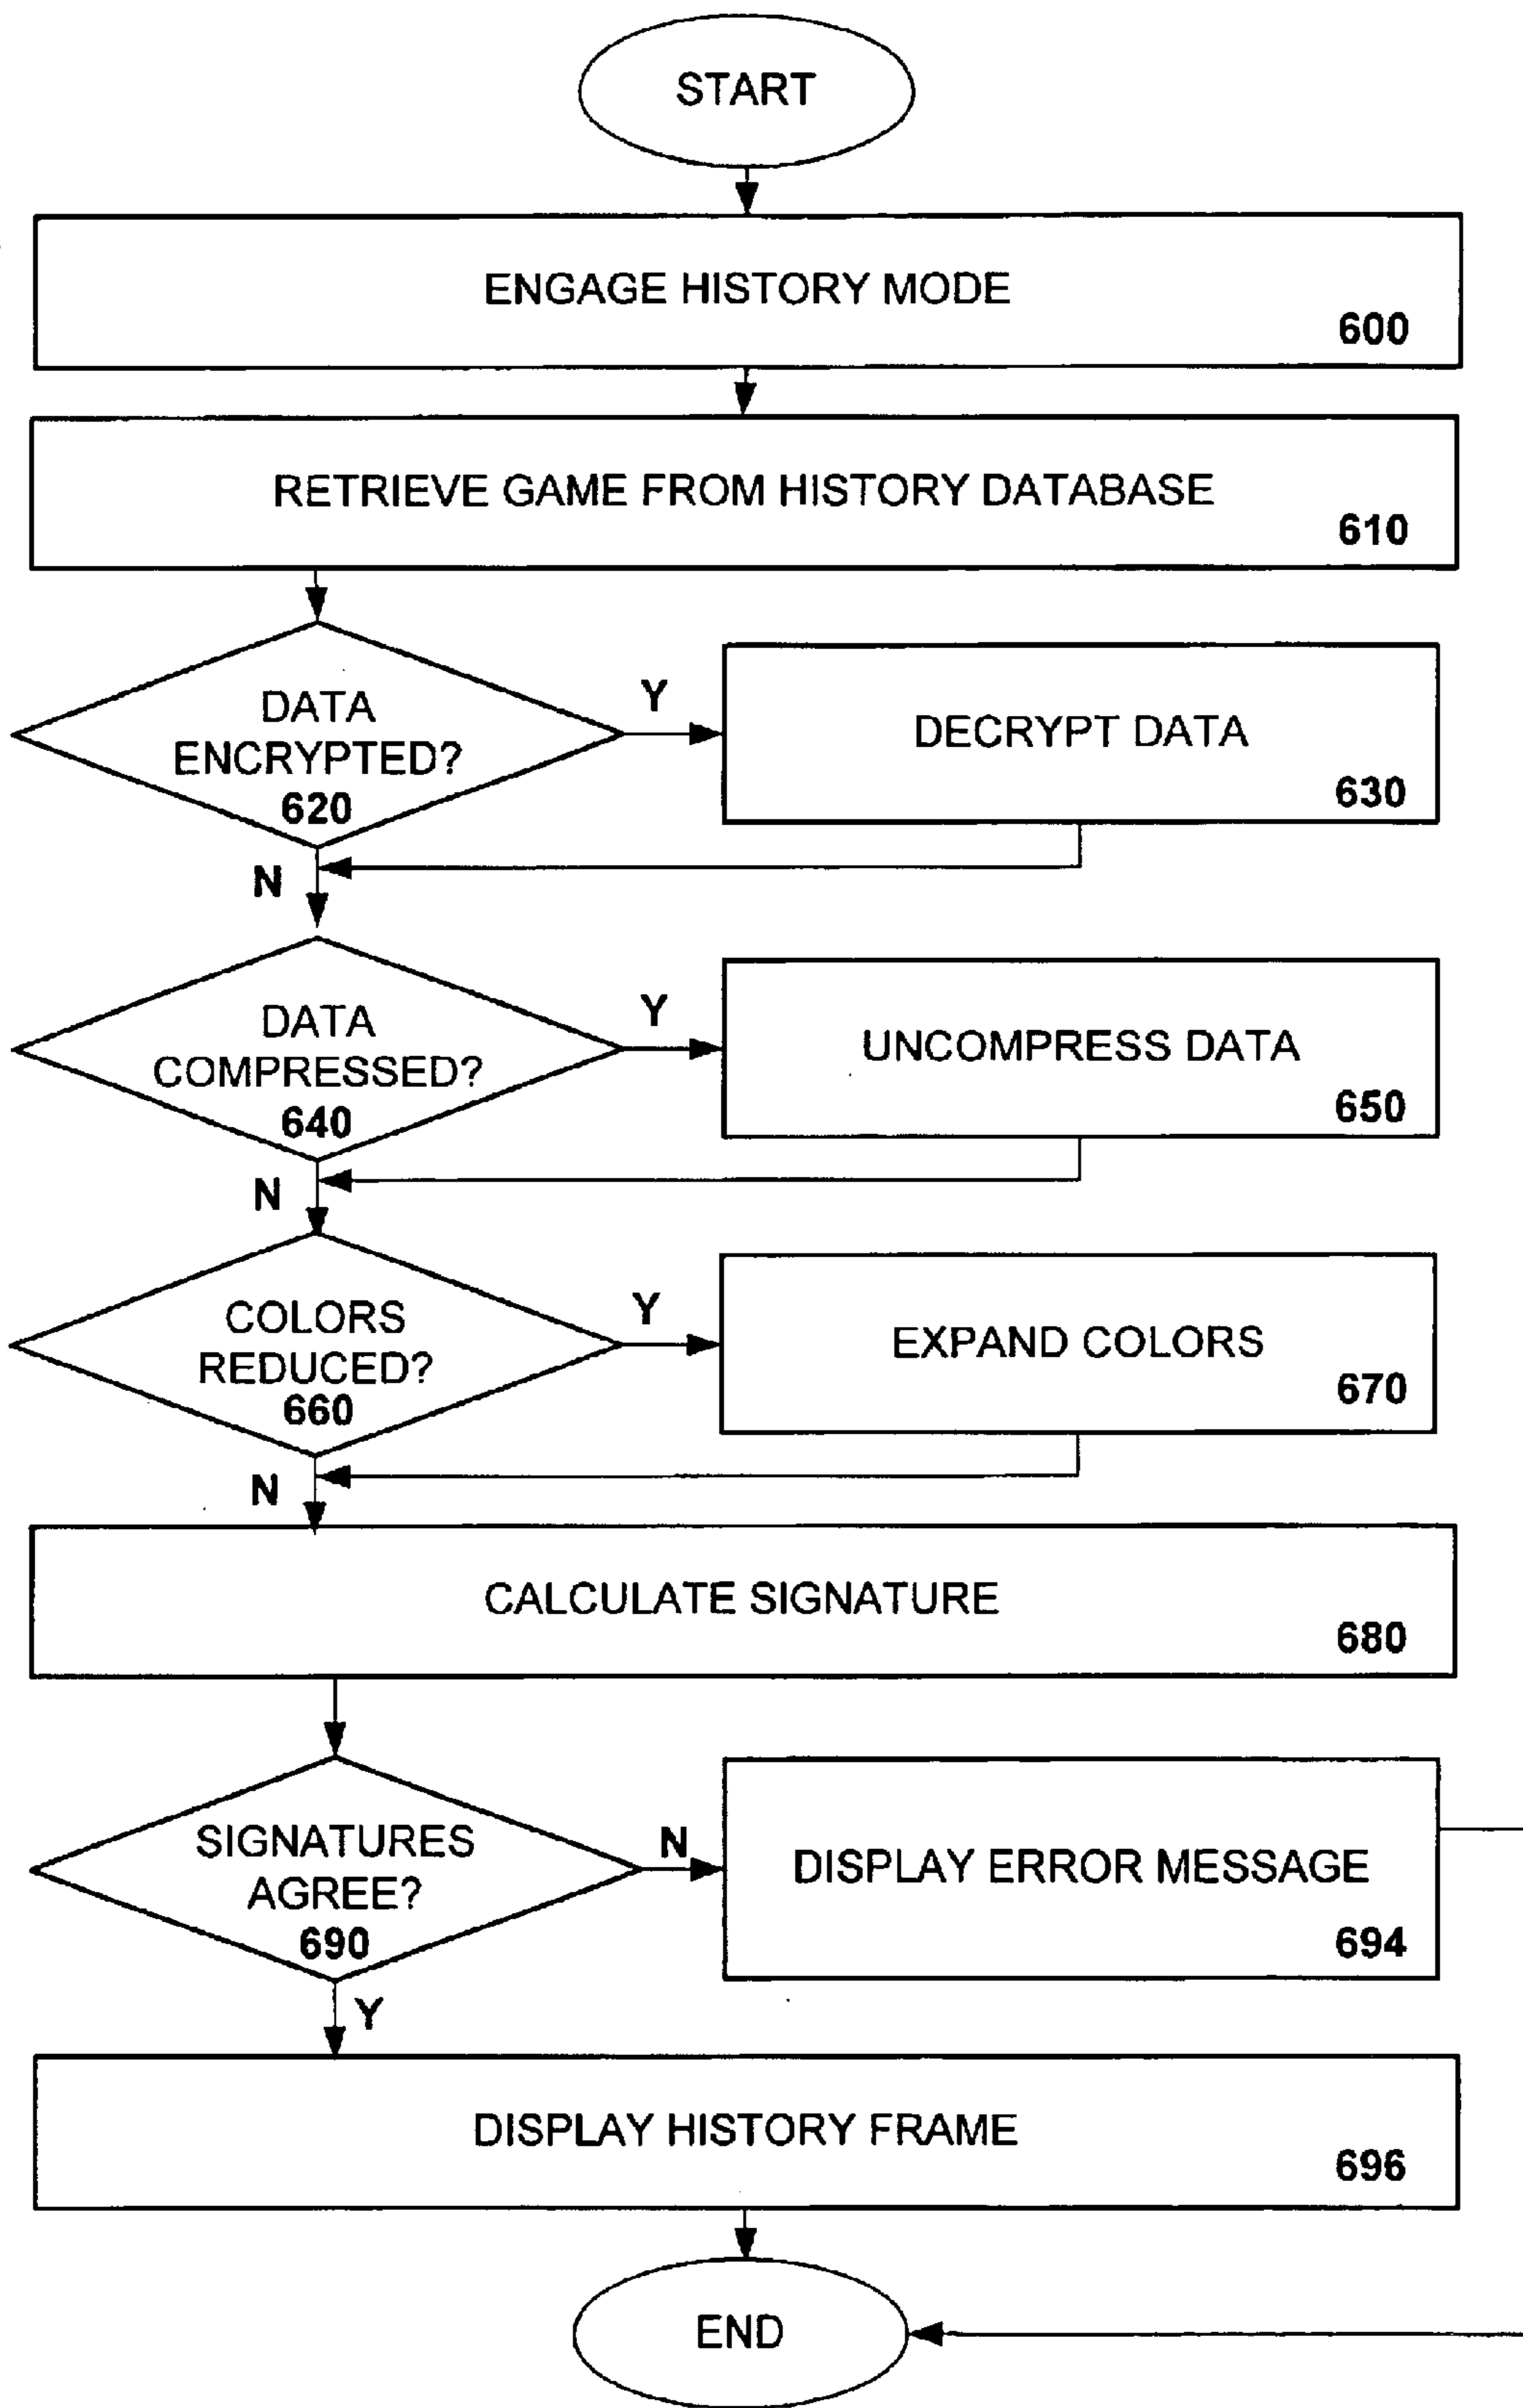 START
ENGAGE HISTORY MODE
600
RETRIEVE GAME FROM HISTORY DATABASE
610
DATA
ENCRYPTED?
620
Y
N
DECRYPT DATA
630
DATA
COMPRESSED?
640
Y
N
UNCOMPRESS DATA
650
COLORS
REDUCED?
660
Y
N
EXPAND COLORS
670
CALCULATE SIGNATURE
680
SIGNATURES
AGREE?
690
N
Y
DISPLAY ERROR MESSAGE
694
DISPLAY HISTORY FRAME
696
END